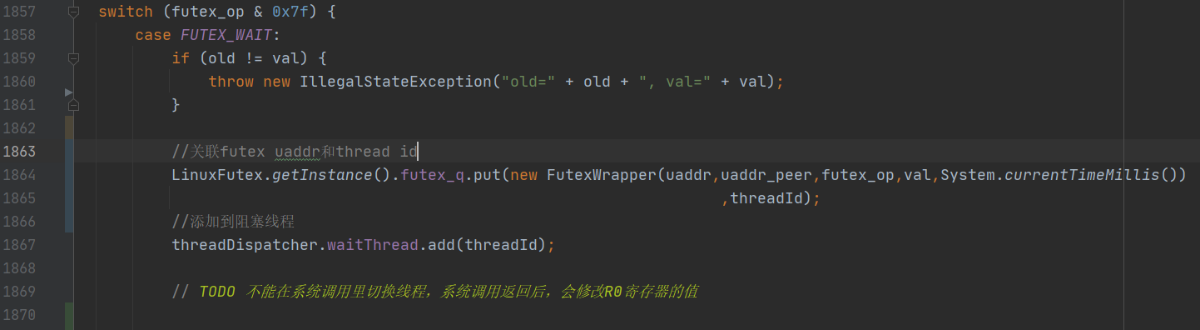 1857 switch (futex_op & 0x7f) {
1858 case FUTEX_WAIT:
1859 if (old != val) {
1860 throw new IllegalStateException("old=" + old + ", val=" + val);
1861 }
1862
1863 //关联futex uaddr和thread id
1864 LinuxFutex.getInstance().futex_q.put(new FutexWrapper(uaddr,uaddr_peer,futex_op,val,System.currentTimeMillis())
1865 ,threadId);
1866 //添加到阻塞线程
1867 threadDispatcher.waitThread.add(threadId);
1868
1869 // TODO 不能在系统调用里切换线程，系统调用返回后，会修改R0寄存器的值
1870